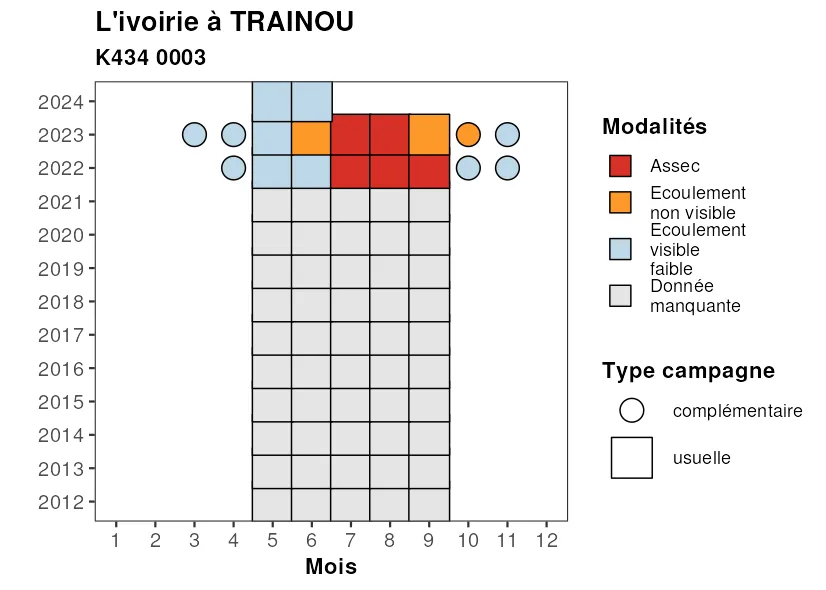 L'ivoirie à TRAINOU
K434 0003
2024
2023
2022
2021
2020
2019
2018
2017
2016
2015
2014
2013
2012
1 2 3 4 5 6 7 8 9 10 11 12
Mois
Modalités
Assec
Ecoulement
non visible
Ecoulement
visible
faible
Donnée
manquante
Type campagne
complémentaire
usuelle